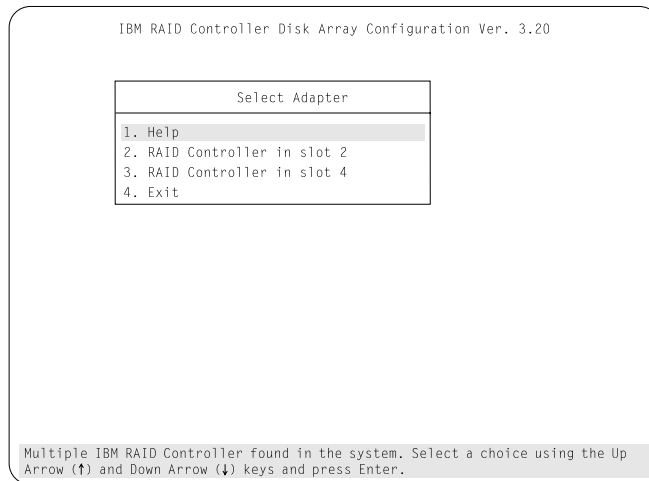 IBM RAID Controller Disk Array Configuration Ver. 3.20
Select Adapter
1. Help
2. RAID Controller in slot 2
3. RAID Controller in slot 4
4. Exit
Multiple IBM RAID Controller found in the system. Select a choice using the Up
Arrow (↑) and Down Arrow (↓) keys and press Enter.